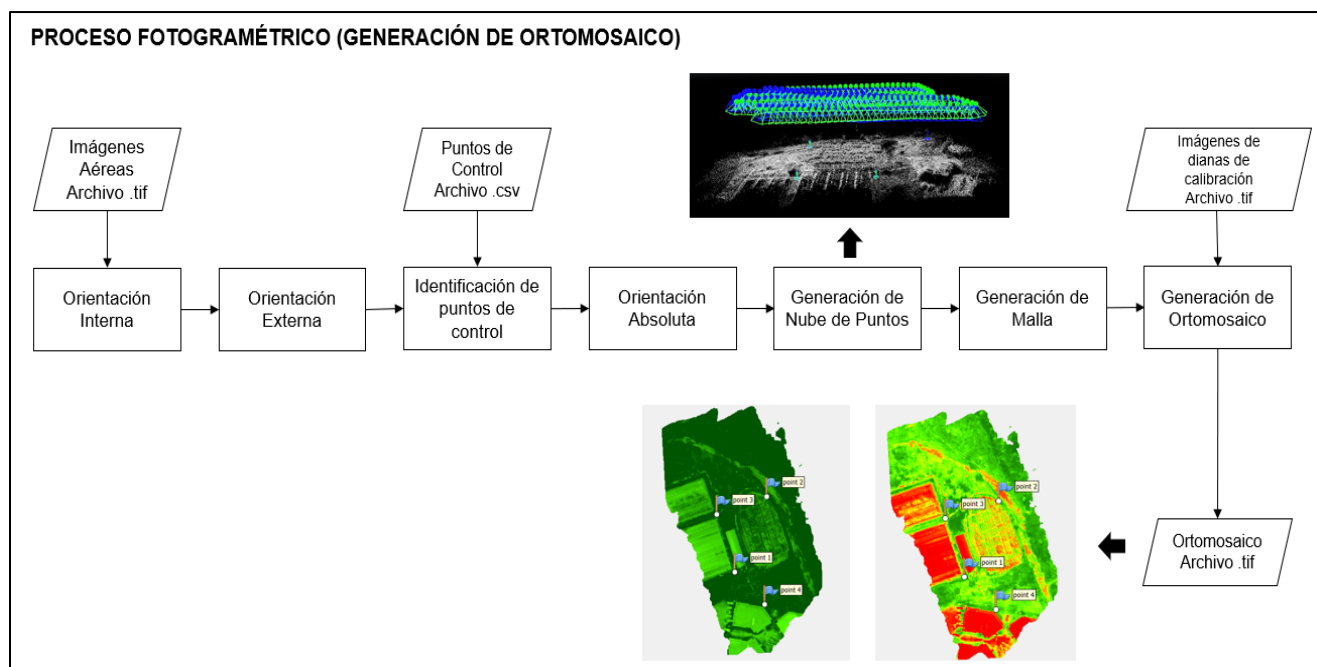 PROCESO FOTOGRAMÉTRICO (GENERACIÓN DE ORTOMOSAICO)
Imágenes
Aéreas
Archivo .tif
Puntos de
Control
Archivo .csv
Imágenes de
dianas de
calibración
Archivo .tif
Orientación
Interna
Orientación
Externa
Identificación de
puntos de
control
Orientación
Absoluta
Generación de
Nube de Puntos
Generación de
Malla
Generación de
Ortomosaico
point 2
point 3
point 1
point 4
point 2
point 3
point 1
point 4
Ortomosaico
Archivo .tif